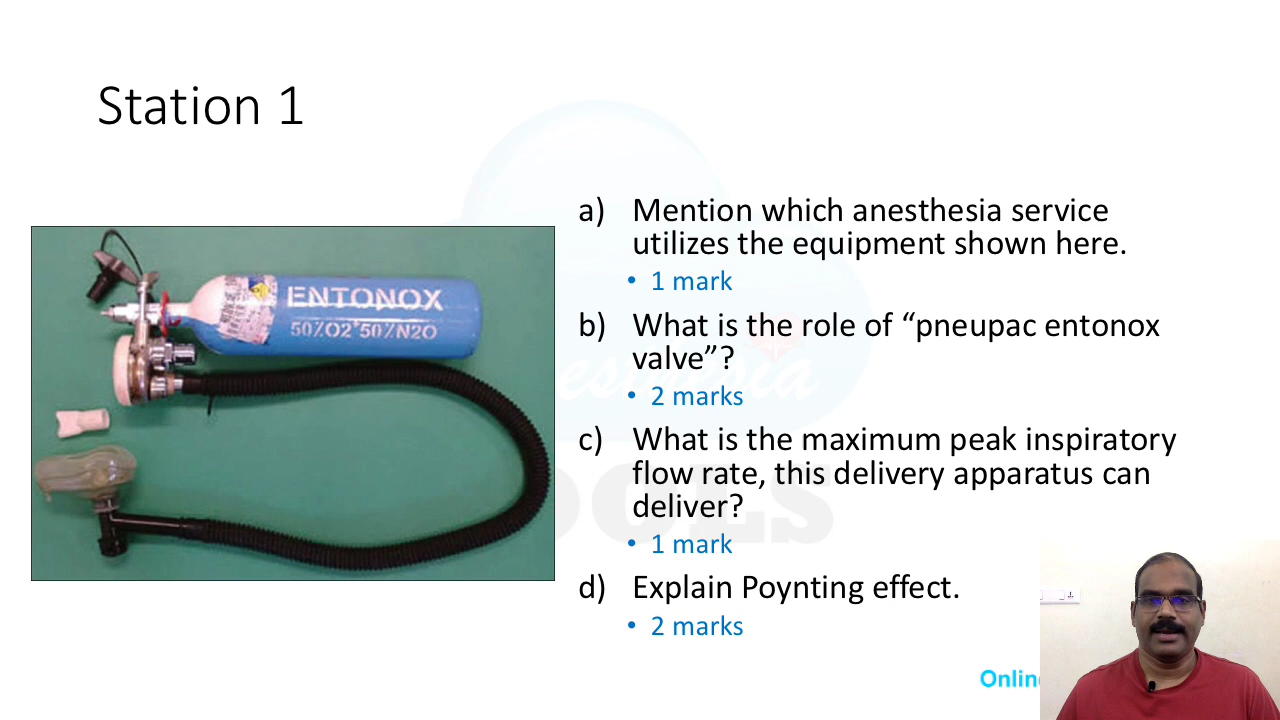 Station 1
a) Mention which anesthesia service
utilizes the equipment shown here.
• 1 mark
b) What is the role of “pneupac entonox
valve”?
• 2 marks
c) What is the maximum peak inspiratory
flow rate, this delivery apparatus can
deliver?
• 1 mark
d) Explain Poynting effect.
• 2 marks
ENTONOX
50%O2+50%N2O